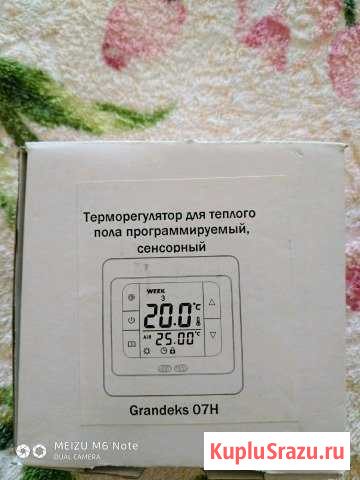 Терморегулятор для теплого
пола программируемый,
сенсорный
WEEK
3
20.0°C
AIR 25.00°C
Grandeks 07H
MEIZU M6 Note
DUAL CAMERA
KupluSrazu.ru